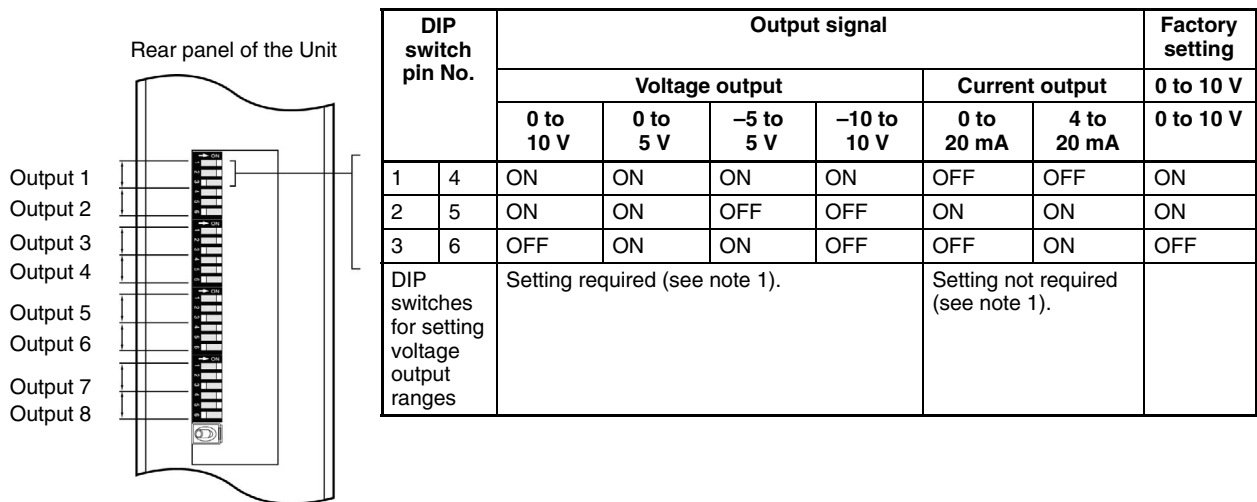 Rear panel of the Unit
Output 1
Output 2
Output 3
Output 4
Output 5
Output 6
Output 7
Output 8
ON
ON
ON
ON
DIP switch pin No. Output signal Factory setting
Voltage output Current output 0 to 10 V
0 to 10 V 0 to 5 V –5 to 5 V –10 to 10 V 0 to 20 mA 4 to 20 mA 0 to 10 V
1 4 ON ON ON ON OFF OFF ON
2 5 ON ON OFF OFF ON ON ON
3 6 OFF ON ON OFF OFF ON OFF
DIP switches for setting voltage output ranges Setting required (see note 1). Setting not required (see note 1).